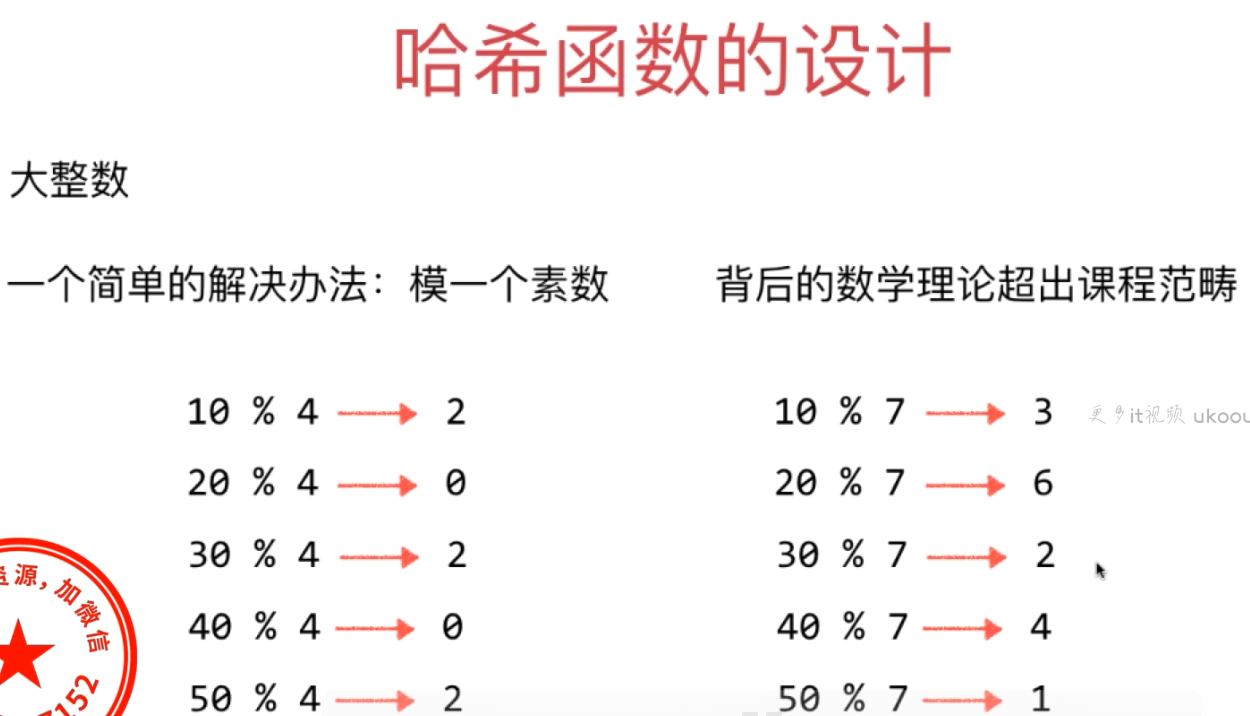 哈希函数的设计
大整数
一个简单的解决办法：模一个素数
背后的数学理论超出课程范畴
10 % 4 → 2
20 % 4 → 0
30 % 4 → 2
40 % 4 → 0
50 % 4 → 2
10 % 7 → 3
20 % 7 → 6
30 % 7 → 2
40 % 7 → 4
50 % 7 → 1
更多it视频 ukoou
源，加微信
7152